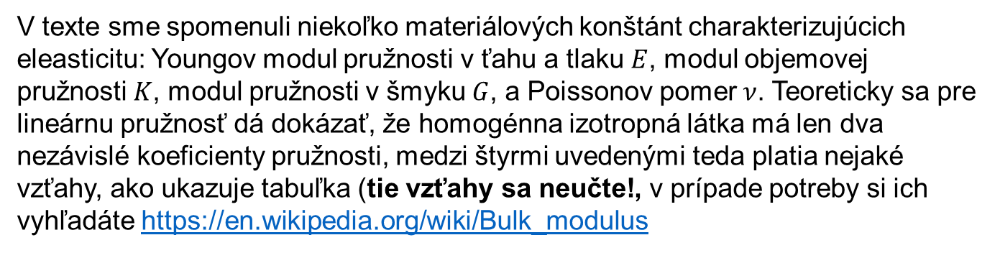 V texte sme spomenuli niekoľko materiálových konštánt charakterizujúcich
eleasticitu: Youngov modul pružnosti v ťahu a tlaku E, modul objemovej
pružnosti K, modul pružnosti v šmyku G, a Poissonov pomer ν. Teoreticky sa pre
lineárnu pružnosť dá dokázať, že homogénna izotropná látka má len dva
nezávislé koeficienty pružnosti, medzi štyrmi uvedenými teda platia nejaké
vzťahy, ako ukazuje tabuľka (tie vzťahy sa neučte!, v prípade potreby si ich
vyhľadáte https://en.wikipedia.org/wiki/Bulk_modulus